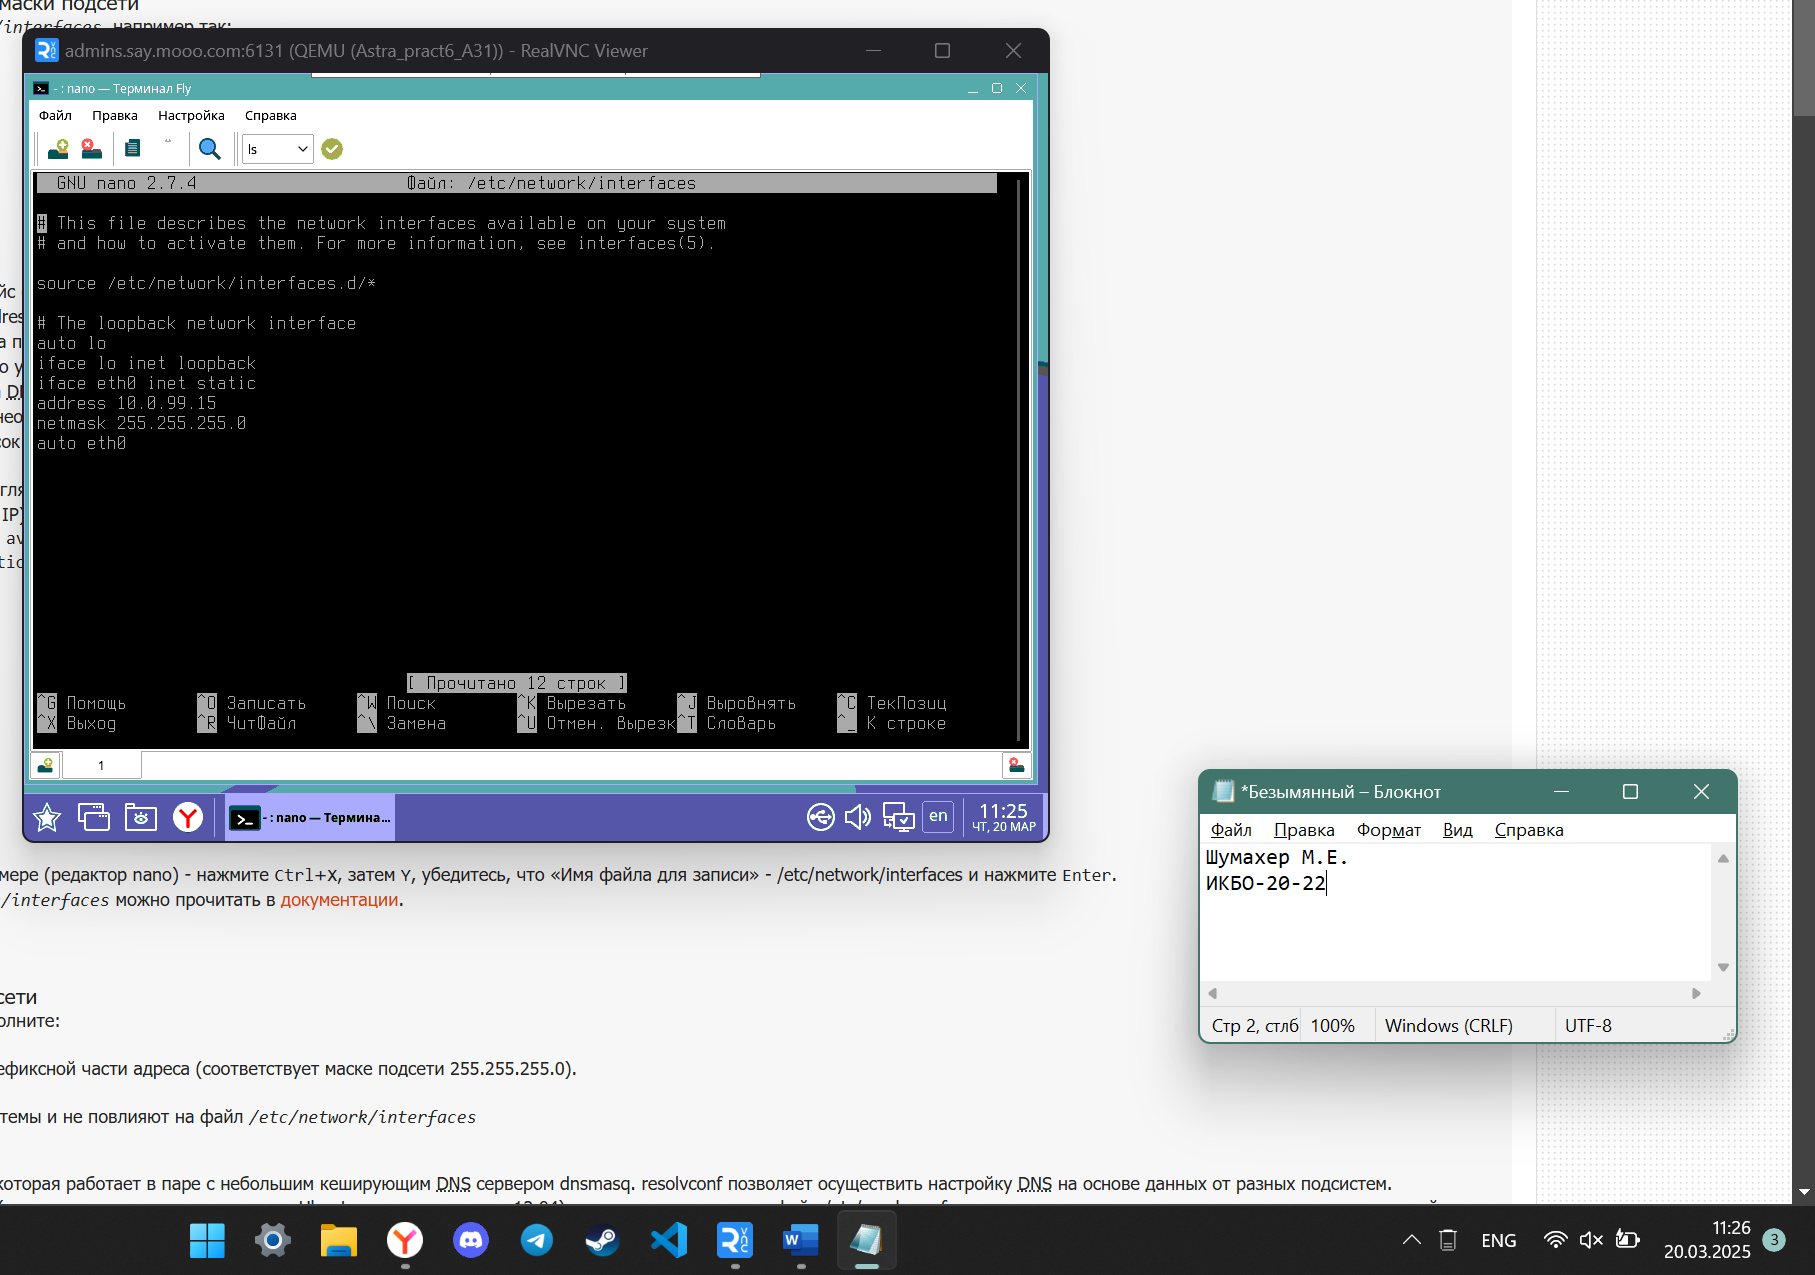 маски подсети
/interfaces, например так:
admins.say.mooo.com:6131 (QEMU (Astra_pract6_A31)) - RealVNC Viewer
- : nano — Терминал Fly
Файл Правка Настройка Справка
ls
GNU nano 2.7.4 Файл: /etc/network/interfaces
# This file describes the network interfaces available on your system
# and how to activate them. For more information, see interfaces(5).
source /etc/network/interfaces.d/*
# The loopback network interface
auto lo
iface lo inet loopback
iface eth0 inet static
address 10.0.99.15
netmask 255.255.255.0
auto eth0
[ Прочитано 12 строк ]
^G Помощь ^O Записать ^W Поиск ^K Вырезать ^J Выровнять ^C ТекПозиц
^X Выход ^R ЧитФайл ^\ Замена ^U Отмен. Вырезк ^T Словарь ^_ К строке
1
- : nano — Термина...
en
11:25
ЧТ, 20 МАР
IP)
мере (редактор nano) - нажмите Ctrl+X, затем Y, убедитесь, что «Имя файла для записи» - /etc/network/interfaces и нажмите Enter.
/interfaces можно прочитать в документации.
сети
олните:
ефиксной части адреса (соответствует маске подсети 255.255.255.0).
темы и не повлияют на файл /etc/network/interfaces
которая работает в паре с небольшим кеширующим DNS сервером dnsmasq. resolvconf позволяет осуществить настройку DNS на основе данных от разных подсистем.
*Безымянный – Блокнот
Файл Правка Формат Вид Справка
Шумахер М.Е.
ИКБО-20-22
Стр 2, стлб 100% Windows (CRLF) UTF-8
ENG
11:26
20.03.2025
3